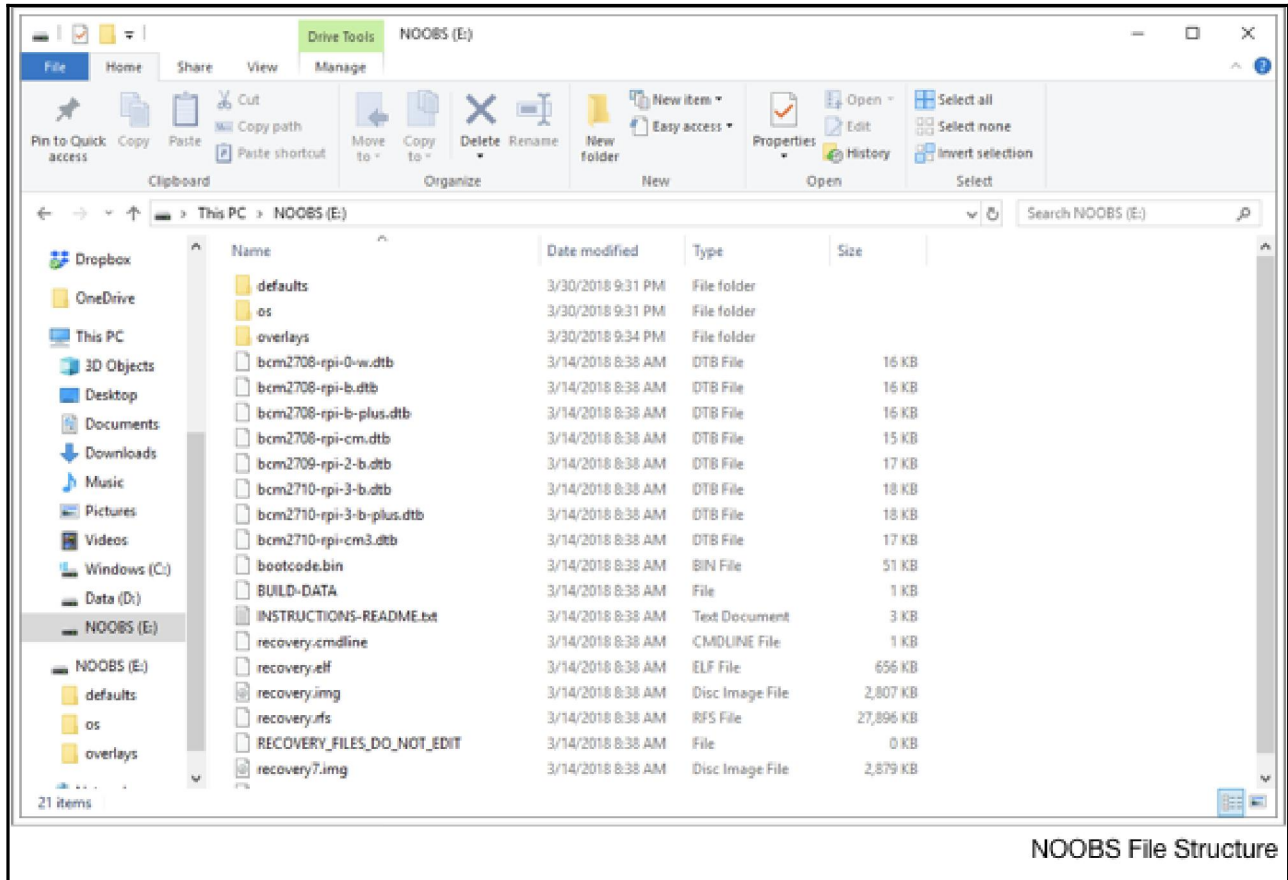 Drive Tools NOOBS (E:)
File Home Share View Manage
Pin to Quick access
Copy
Paste
Cut
Copy path
Paste shortcut
Move to
Copy to
Delete
Rename
New folder
New item
Easy access
Properties
Open
Edit
History
Select all
Select none
Invert selection
Clipboard Organize New Open Select
This PC > NOOBS (E:) Search NOOBS (E:)
Dropbox
OneDrive
This PC
3D Objects
Desktop
Documents
Downloads
Music
Pictures
Videos
Windows (C:)
Data (D:)
NOOBS (E:)
NOOBS (E:)
defaults
os
overlays
Name Date modified Type Size
defaults 3/30/2018 9:31 PM File folder
os 3/30/2018 9:31 PM File folder
overlays 3/30/2018 9:34 PM File folder
bcm2708-rpi-0-w.dtb 3/14/2018 8:38 AM DTB File 16 KB
bcm2708-rpi-b.dtb 3/14/2018 8:38 AM DTB File 16 KB
bcm2708-rpi-b-plus.dtb 3/14/2018 8:38 AM DTB File 16 KB
bcm2708-rpi-cm.dtb 3/14/2018 8:38 AM DTB File 15 KB
bcm2709-rpi-2-b.dtb 3/14/2018 8:38 AM DTB File 17 KB
bcm2710-rpi-3-b.dtb 3/14/2018 8:38 AM DTB File 18 KB
bcm2710-rpi-3-b-plus.dtb 3/14/2018 8:38 AM DTB File 18 KB
bcm2710-rpi-cm3.dtb 3/14/2018 8:38 AM DTB File 17 KB
bootcode.bin 3/14/2018 8:38 AM BIN File 51 KB
BUILD-DATA 3/14/2018 8:38 AM File 1 KB
INSTRUCTIONS-README.txt 3/14/2018 8:38 AM Text Document 3 KB
recovery.cmdline 3/14/2018 8:38 AM CMDLINE File 1 KB
recovery.elf 3/14/2018 8:38 AM ELF File 656 KB
recovery.img 3/14/2018 8:38 AM Disc Image File 2,807 KB
recovery.rfs 3/14/2018 8:38 AM RFS File 27,896 KB
RECOVERY_FILES_DO_NOT_EDIT 3/14/2018 8:38 AM File 0 KB
recovery7.img 3/14/2018 8:38 AM Disc Image File 2,879 KB
21 items
NOOBS File Structure